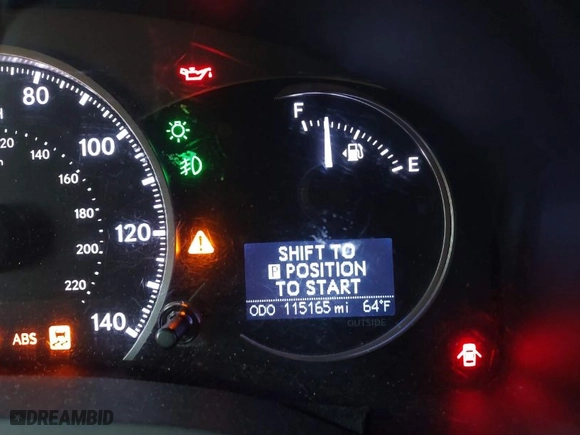 80
100
120
140
120
140
160
180
200
220
F
E
SHIFT TO
P POSITION
TO START
ODO 115165 mi 64°F
OUTSIDE
ABS
DREAMBID